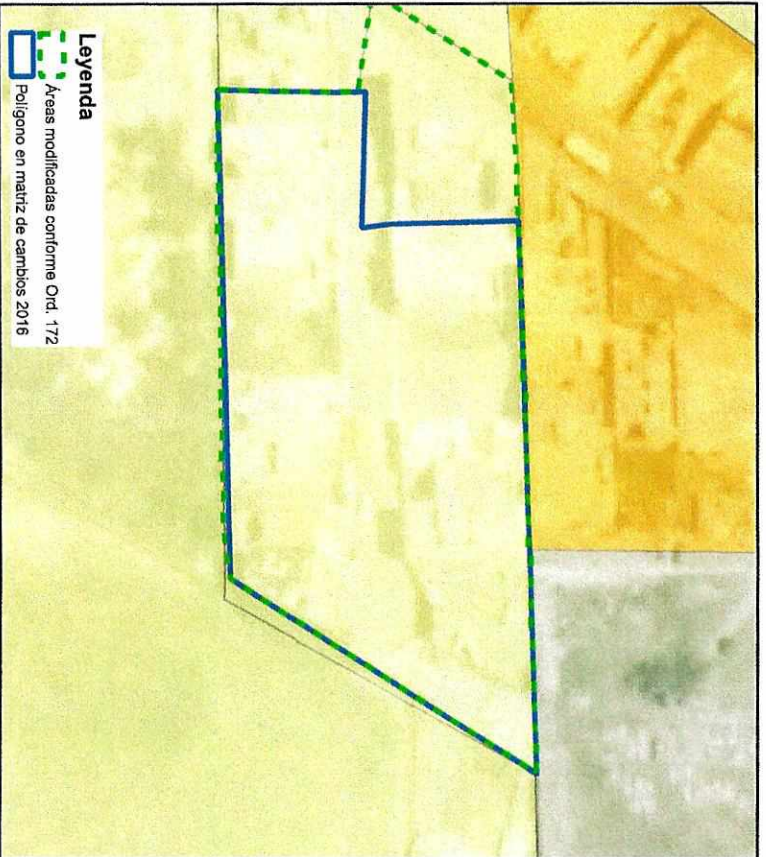 Leyenda
Áreas modificadas conforme Ord. 172
Polígono en matriz de cambios 2016